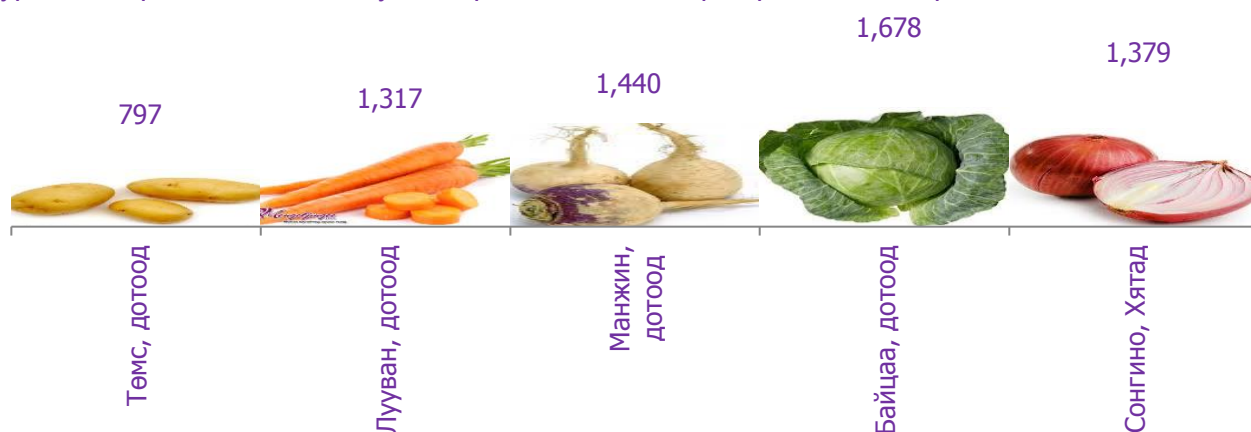 797
1,317
1,440
1,678
1,379
Төмс, дотоод
Лууван, дотоод
Манжин,
дотоод
Байцаа, дотоод
Сонгино, Хятад